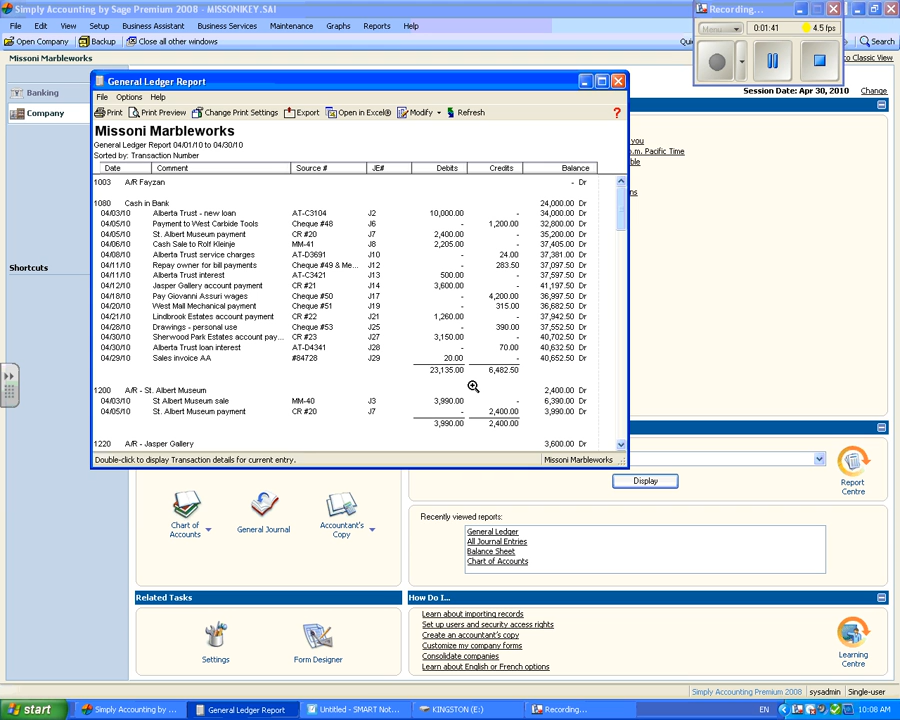 Simply Accounting by Sage Premium 2008 - MISSONIKEY.SAI
File Edit View Setup Business Assistant Business Services Maintenance Graphs Reports Help
Open Company Backup Close all other windows
Search
Missoni Marbleworks
to Classic View
Recording...
Menu
0:01:41
4.5 fps
Session Date: Apr 30, 2010 Change
Banking
Company
Shortcuts
General Ledger Report
File Options Help
Print Print Preview Change Print Settings Export Open in Excel® Modify Refresh ?
Missoni Marbleworks
General Ledger Report 04/01/10 to 04/30/10
Sorted by: Transaction Number
Date Comment Source # JE# Debits Credits Balance
1003 A/R Fayzan - Dr
1080 Cash in Bank 24,000.00 Dr
04/03/10 Alberta Trust - new loan AT-C3104 J2 10,000.00 - 34,000.00 Dr
04/05/10 Payment to West Carbide Tools Cheque #48 J6 - 1,200.00 32,800.00 Dr
04/05/10 St. Albert Museum payment CR #20 J7 2,400.00 - 35,200.00 Dr
04/06/10 Cash Sale to Rolf Kleinje MM-41 J8 2,205.00 - 37,405.00 Dr
04/08/10 Alberta Trust service charges AT-D3691 J10 - 24.00 37,381.00 Dr
04/11/10 Repay owner for bill payments Cheque #49 & Me... J12 - 283.50 37,097.50 Dr
04/11/10 Alberta Trust interest AT-C3421 J13 500.00 - 37,597.50 Dr
04/12/10 Jasper Gallery account payment CR #21 J14 3,600.00 - 41,197.50 Dr
04/18/10 Pay Giovanni Assuri wages Cheque #50 J17 - 4,200.00 36,997.50 Dr
04/20/10 West Mall Mechanical payment Cheque #51 J19 - 315.00 36,682.50 Dr
04/21/10 Lindbrook Estates account payment CR #22 J21 1,260.00 - 37,942.50 Dr
04/28/10 Drawings - personal use Cheque #53 J25 - 390.00 37,552.50 Dr
04/30/10 Sherwood Park Estates account pay... CR #23 J27 3,150.00 - 40,702.50 Dr
04/30/10 Alberta Trust loan interest AT-D4341 J28 - 70.00 40,632.50 Dr
04/29/10 Sales invoice AA #84728 J29 20.00 - 40,652.50 Dr
23,135.00 6,482.50
1200 A/R - St. Albert Museum 2,400.00 Dr
04/03/10 St Albert Museum sale MM-40 J3 3,990.00 - 6,390.00 Dr
04/05/10 St. Albert Museum payment CR #20 J7 - 2,400.00 3,990.00 Dr
3,990.00 2,400.00
1220 A/R - Jasper Gallery 3,600.00 Dr
Double-click to display Transaction details for current entry. Missoni Marbleworks
you
p.m. Pacific Time
Display
Report Centre
Chart of Accounts
General Journal
Accountant's Copy
Recently viewed reports:
General Ledger
All Journal Entries
Balance Sheet
Chart of Accounts
Related Tasks
Settings
Form Designer
How Do I...
Learn about importing records
Set up users and security access rights
Create an accountant's copy
Customize my company forms
Consolidate companies
Learn about English or French options
Learning Centre
Simply Accounting Premium 2008 sysadmin Single-user
start
Simply Accounting by ...
General Ledger Report
Untitled - SMART Not...
KINGSTON (E:)
Recording...
EN
10:08 AM